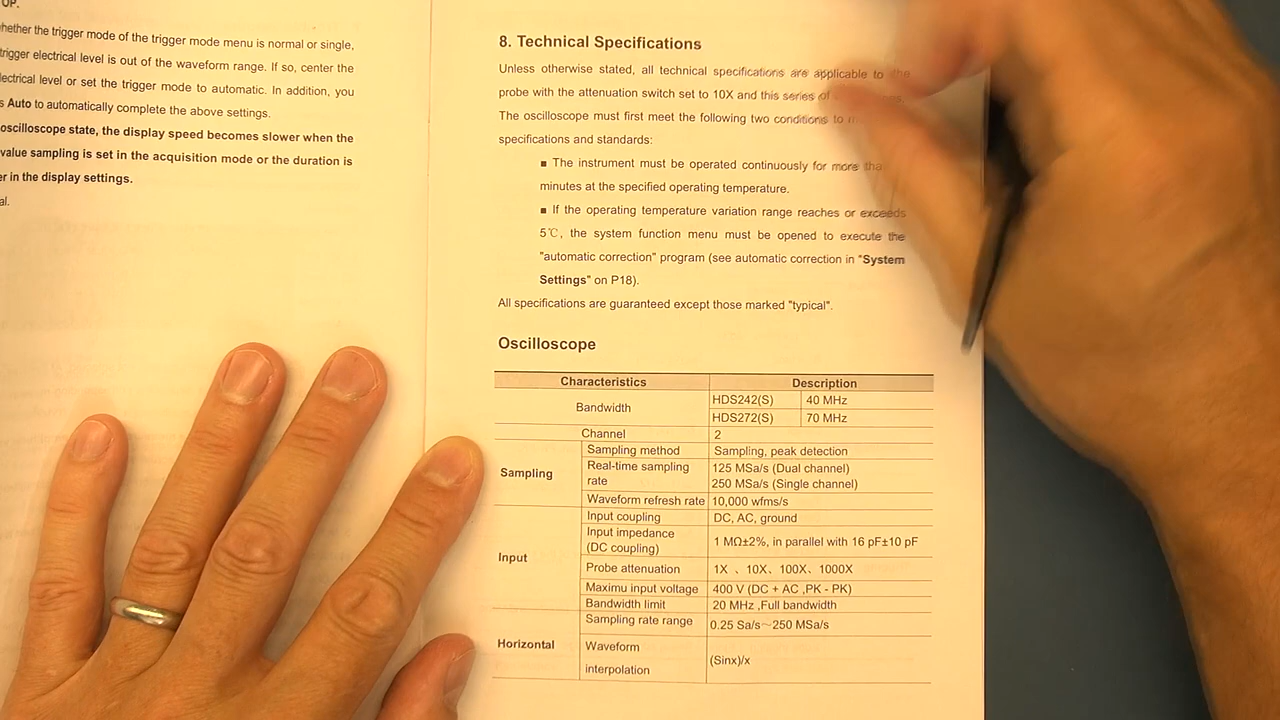 OP.
hether the trigger mode of the trigger mode menu is normal or single,
trigger electrical level is out of the waveform range. If so, center the
lectrical level or set the trigger mode to automatic. In addition, you
s Auto to automatically complete the above settings.
oscilloscope state, the display speed becomes slower when the
value sampling is set in the acquisition mode or the duration is
er in the display settings.
al.
8. Technical Specifications
Unless otherwise stated, all technical specifications are applicable to the
probe with the attenuation switch set to 10X and this series of
The oscilloscope must first meet the following two conditions to
specifications and standards:
■ The instrument must be operated continuously for more tha
minutes at the specified operating temperature.
■ If the operating temperature variation range reaches or exceeds
5℃, the system function menu must be opened to execute the
"automatic correction" program (see automatic correction in "System
Settings" on P18).
All specifications are guaranteed except those marked "typical".
Oscilloscope
Characteristics Description
Bandwidth HDS242(S) 40 MHz
HDS272(S) 70 MHz
Channel 2
Sampling Sampling method Sampling, peak detection
Real-time sampling rate 125 MSa/s (Dual channel)
250 MSa/s (Single channel)
Waveform refresh rate 10,000 wfms/s
Input Input coupling DC, AC, ground
Input impedance (DC coupling) 1 MΩ±2%, in parallel with 16 pF±10 pF
Probe attenuation 1X 、10X、100X、1000X
Maximu input voltage 400 V (DC + AC ,PK - PK)
Bandwidth limit 20 MHz ,Full bandwidth
Horizontal Sampling rate range 0.25 Sa/s～250 MSa/s
Waveform interpolation (Sinx)/x